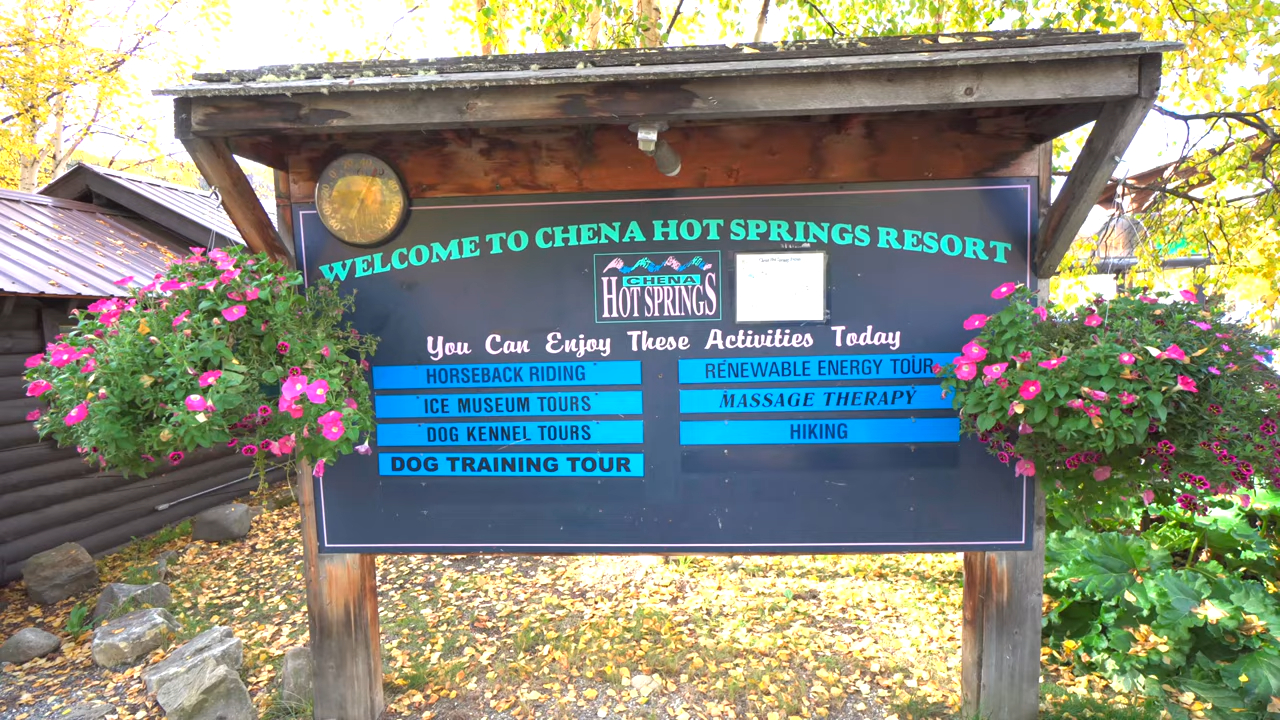 WELCOME TO CHENA HOT SPRINGS RESORT
CHENA
HOT SPRINGS
You Can Enjoy These Activities Today
HORSEBACK RIDING
ICE MUSEUM TOURS
DOG KENNEL TOURS
DOG TRAINING TOUR
RENEWABLE ENERGY TOUR
MASSAGE THERAPY
HIKING